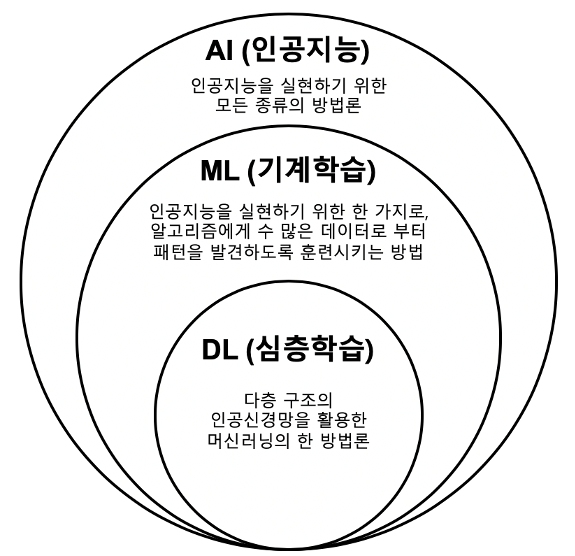 AI (인공지능)
인공지능을 실현하기 위한
모든 종류의 방법론
ML (기계학습)
인공지능을 실현하기 위한 한 가지로,
알고리즘에게 수 많은 데이터로 부터
패턴을 발견하도록 훈련시키는 방법
DL (심층학습)
다층 구조의
인공신경망을 활용한
머신러닝의 한 방법론